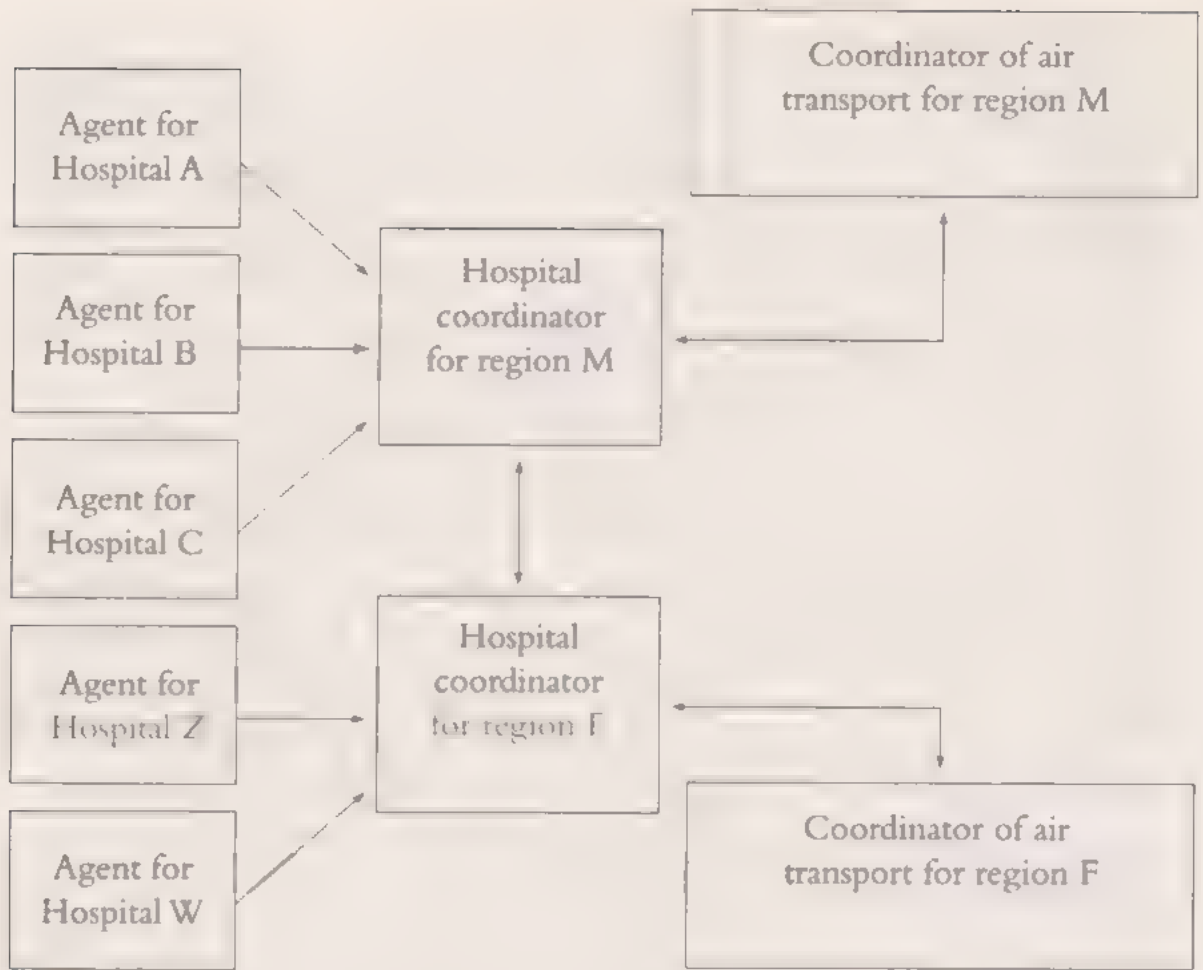 Agent for
Hospital A
Agent for
Hospital B
Agent for
Hospital C
Agent for
Hospital Z
Agent for
Hospital W
Hospital
coordinator
for region M
Hospital
coordinator
for region F
Coordinator of air
transport for region M
Coordinator of air
transport for region F